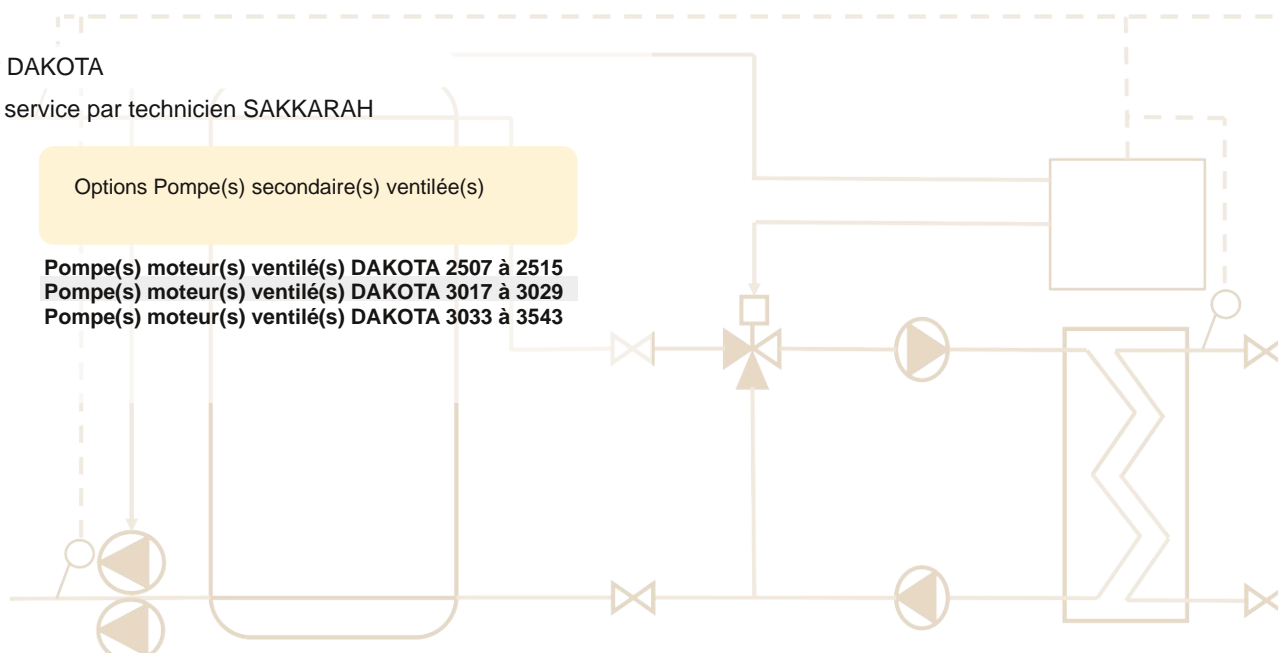 DAKOTA
service par technicien SAKKARAH
Options Pompe(s) secondaire(s) ventilée(s)
Pompe(s) moteur(s) ventilé(s) DAKOTA 2507 à 2515
Pompe(s) moteur(s) ventilé(s) DAKOTA 3017 à 3029
Pompe(s) moteur(s) ventilé(s) DAKOTA 3033 à 3543